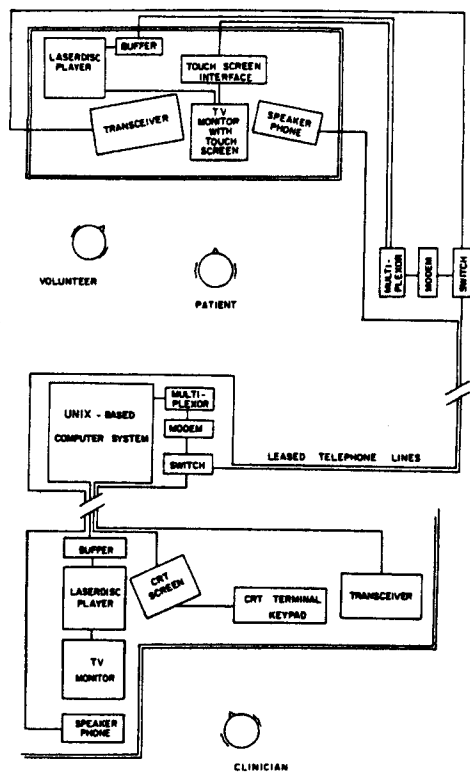 LASERDISC
PLAYER
BUFFER
TOUCH SCREEN
INTERFACE
TRANSCEIVER
TV
MONITOR
WITH
TOUCH
SCREEN
SPEAKER
PHONE
VOLUNTEER
PATIENT
MULTI-
PLEXOR
MODEM
SWITCH
UNIX - BASED
COMPUTER SYSTEM
MULTI-
PLEXOR
MODEM
SWITCH
LEASED TELEPHONE LINES
BUFFER
LASERDISC
PLAYER
CRT
SCREEN
CRT TERMINAL
KEYPAD
TRANSCEIVER
TV
MONITOR
SPEAKER
PHONE
CLINICIAN